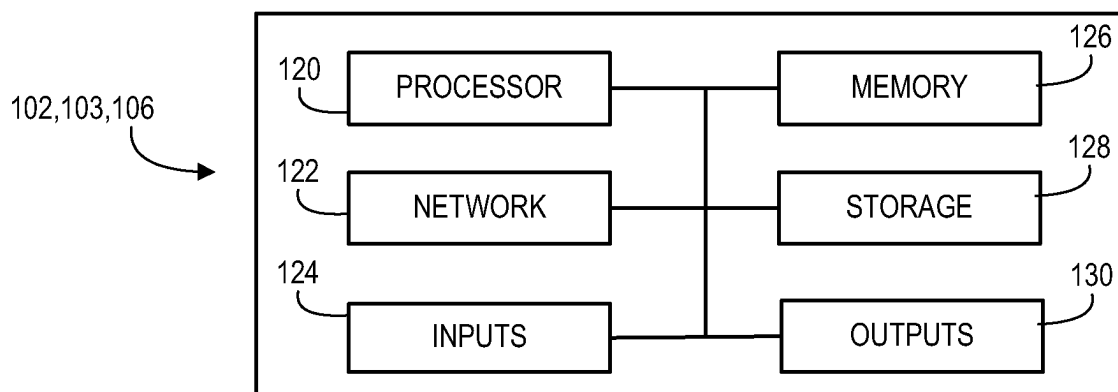 102,103,106
120
PROCESSOR
MEMORY
126
122
NETWORK
STORAGE
128
124
INPUTS
OUTPUTS
130